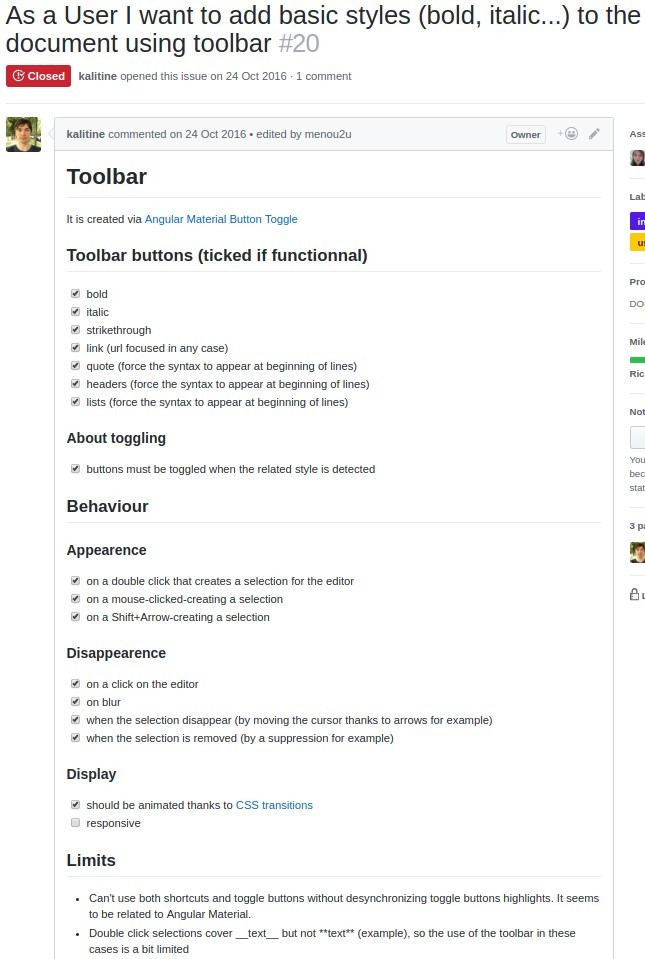 As a User I want to add basic styles (bold, italic...) to the
document using toolbar #20
Closed kalitine opened this issue on 24 Oct 2016 · 1 comment
kalitine commented on 24 Oct 2016 • edited by menou2u
Owner
Toolbar
It is created via Angular Material Button Toggle
Toolbar buttons (ticked if functionnal)
bold
italic
strikethrough
link (url focused in any case)
quote (force the syntax to appear at beginning of lines)
headers (force the syntax to appear at beginning of lines)
lists (force the syntax to appear at beginning of lines)
About toggling
buttons must be toggled when the related style is detected
Behaviour
Appearence
on a double click that creates a selection for the editor
on a mouse-clicked-creating a selection
on a Shift+Arrow-creating a selection
Disappearence
on a click on the editor
on blur
when the selection disappear (by moving the cursor thanks to arrows for example)
when the selection is removed (by a suppression for example)
Display
should be animated thanks to CSS transitions
responsive
Limits
• Can't use both shortcuts and toggle buttons without desynchronizing toggle buttons highlights. It seems
to be related to Angular Material.
• Double click selections cover __text__ but not **text** (example), so the use of the toolbar in these
cases is a bit limited
Ass
Lab
in
us
Pro
DO
Mile
Ric
Not
You
bec
stat
3 pa
L